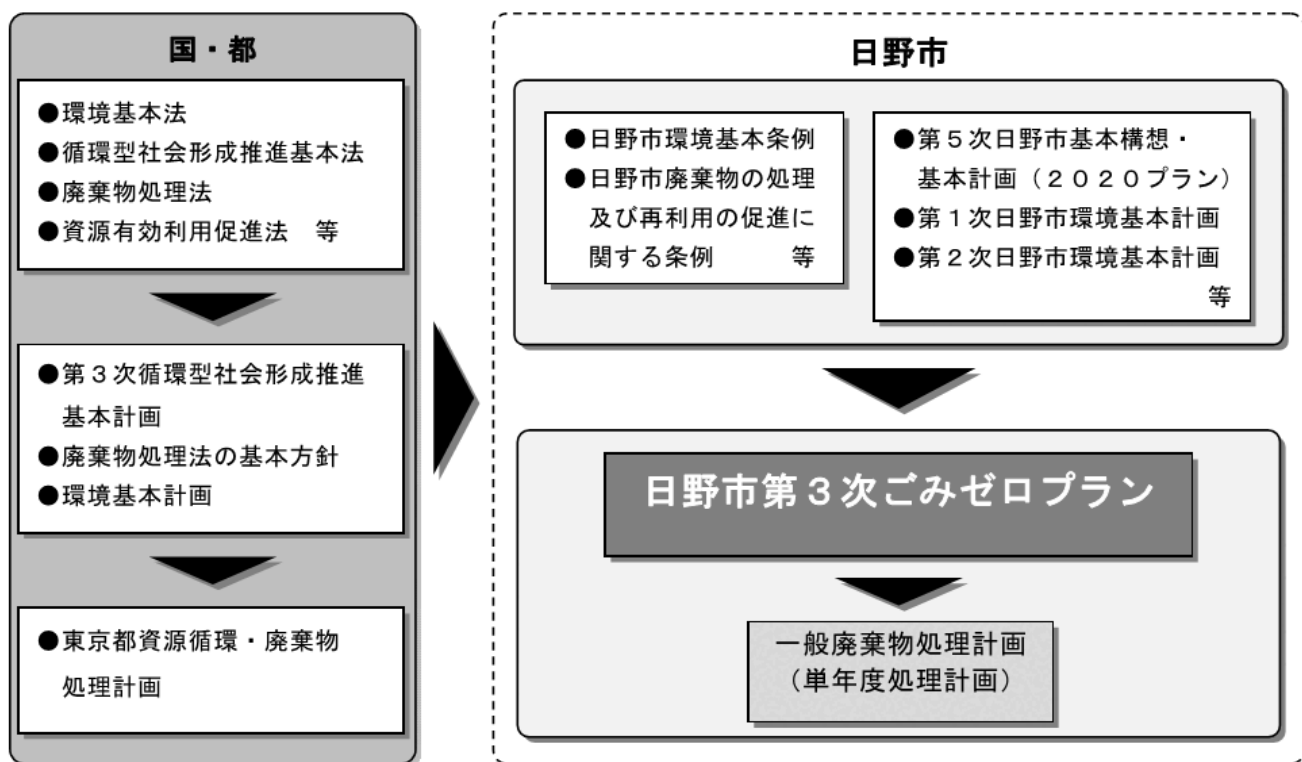 国・都
●環境基本法
●循環型社会形成推進基本法
●廃棄物処理法
●資源有効利用促進法　等
●第３次循環型社会形成推進
基本計画
●廃棄物処理法の基本方針
●環境基本計画
●東京都資源循環・廃棄物
処理計画
日野市
●日野市環境基本条例
●日野市廃棄物の処理
及び再利用の促進に
関する条例　　等
●第５次日野市基本構想・
基本計画（２０２０プラン）
●第１次日野市環境基本計画
●第２次日野市環境基本計画
等
日野市第３次ごみゼロプラン
一般廃棄物処理計画
（単年度処理計画）